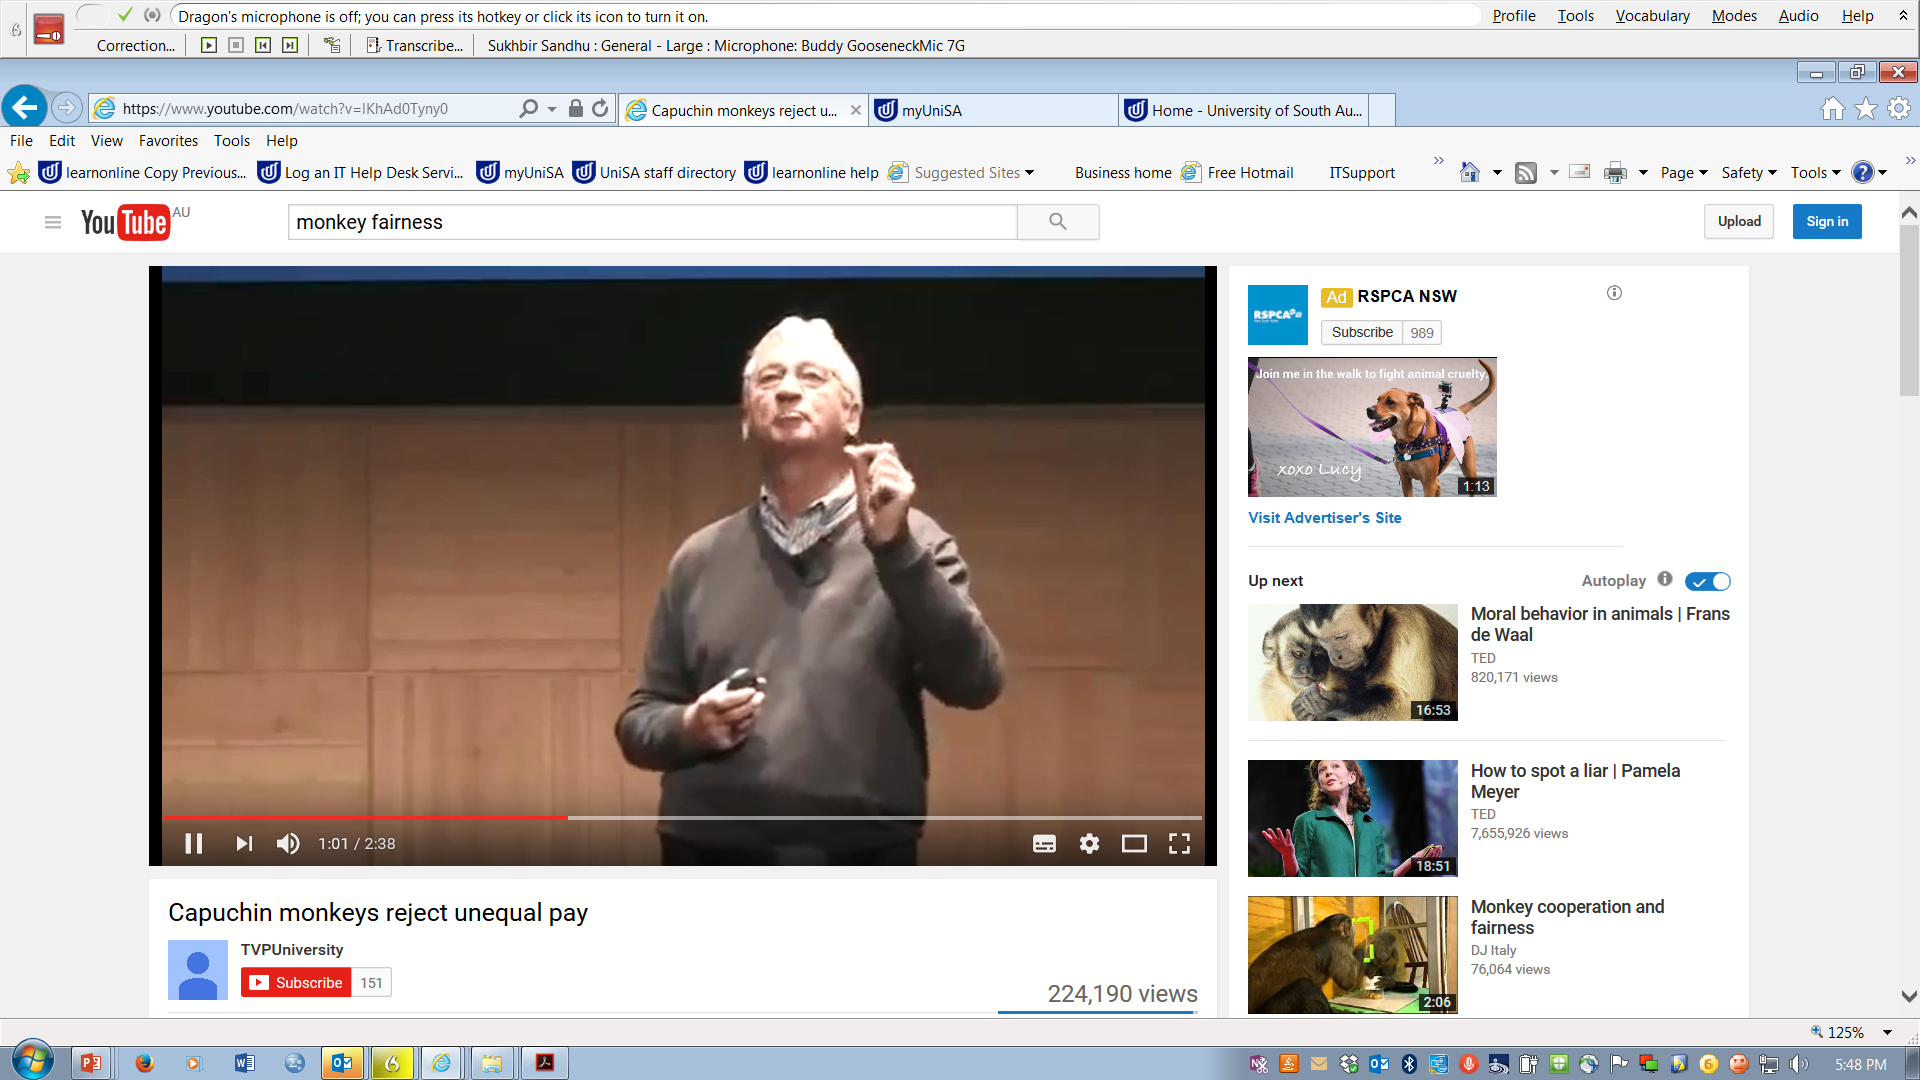 Dragon's microphone is off; you can press its hotkey or click its icon to turn it on.
Profile Tools Vocabulary Modes Audio Help
Correction... Transcribe... Sukhbir Sandhu : General - Large : Microphone: Buddy GooseneckMic 7G
https://www.youtube.com/watch?v=lKhAd0Tyny0
Capuchin monkeys reject u... myUniSA Home - University of South Au...
File Edit View Favorites Tools Help
learnonline Copy Previous... Log an IT Help Desk Servi... myUniSA UniSA staff directory learnonline help Suggested Sites Business home Free Hotmail ITSupport Page Safety Tools
YouTube AU
monkey fairness
Upload Sign in
Ad RSPCA NSW
RSPCA
Subscribe 989
Join me in the walk to fight animal cruelty.
xoxo Lucy
1:13
Visit Advertiser's Site
Up next Autoplay
Moral behavior in animals | Frans
de Waal
TED
820,171 views
16:53
How to spot a liar | Pamela
Meyer
TED
7,655,926 views
18:51
Monkey cooperation and
fairness
DJ Italy
76,064 views
2:06
1:01 / 2:38
Capuchin monkeys reject unequal pay
TVPUniversity
Subscribe 151
224,190 views
125%
5:48 PM